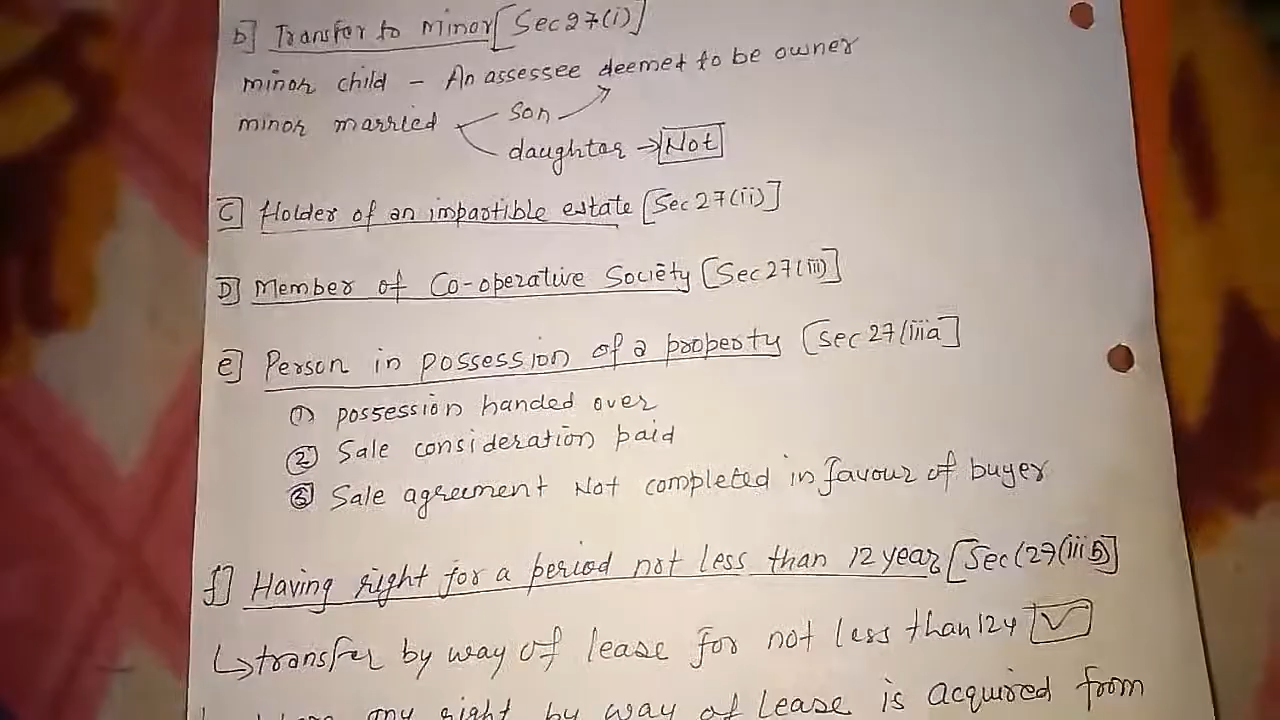 b] Transfer to Minor [Sec 27(i)]
minor child - An assessee deemet to be owner
minor married son
daughter → Not
C] Holder of an impartible estate [Sec 27(ii)]
D] Member of Co-operative Society [Sec 27(iii)]
e] Person in possession of a property [Sec 27(iiia]
① possession handed over
② Sale consideration paid
③ Sale agreement Not completed in favour of buyer
f] Having right for a period not less than 12 year [Sec (27(iiib]
↳ transfer by way of lease for not less than 12y ✓
any right by way of Lease is acquired from